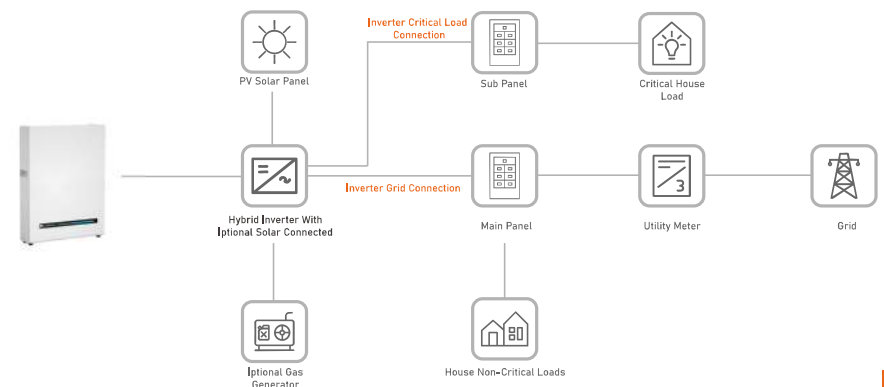 Inverter Critical Load
Connection
PV Solar Panel
Sub Panel
Critical House
Load
Inverter Grid Connection
3
Hybrid Inverter With
Iptional Solar Connected
Main Panel
Utility Meter
Grid
Iptional Gas
Generator
House Non-Critical Loads